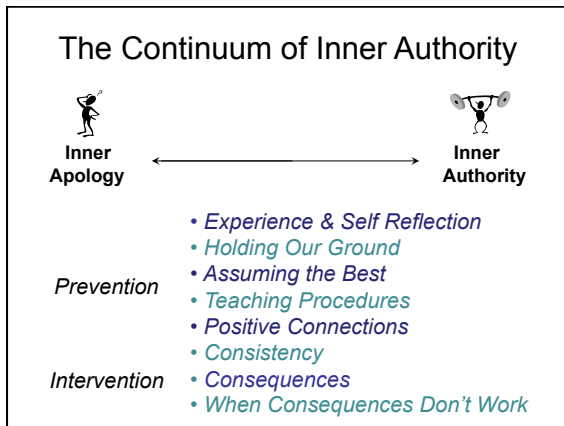 The Continuum of Inner Authority
Inner
Apology
Inner
Authority
Prevention
Intervention
• Experience & Self Reflection
• Holding Our Ground
• Assuming the Best
• Teaching Procedures
• Positive Connections
• Consistency
• Consequences
• When Consequences Don't Work